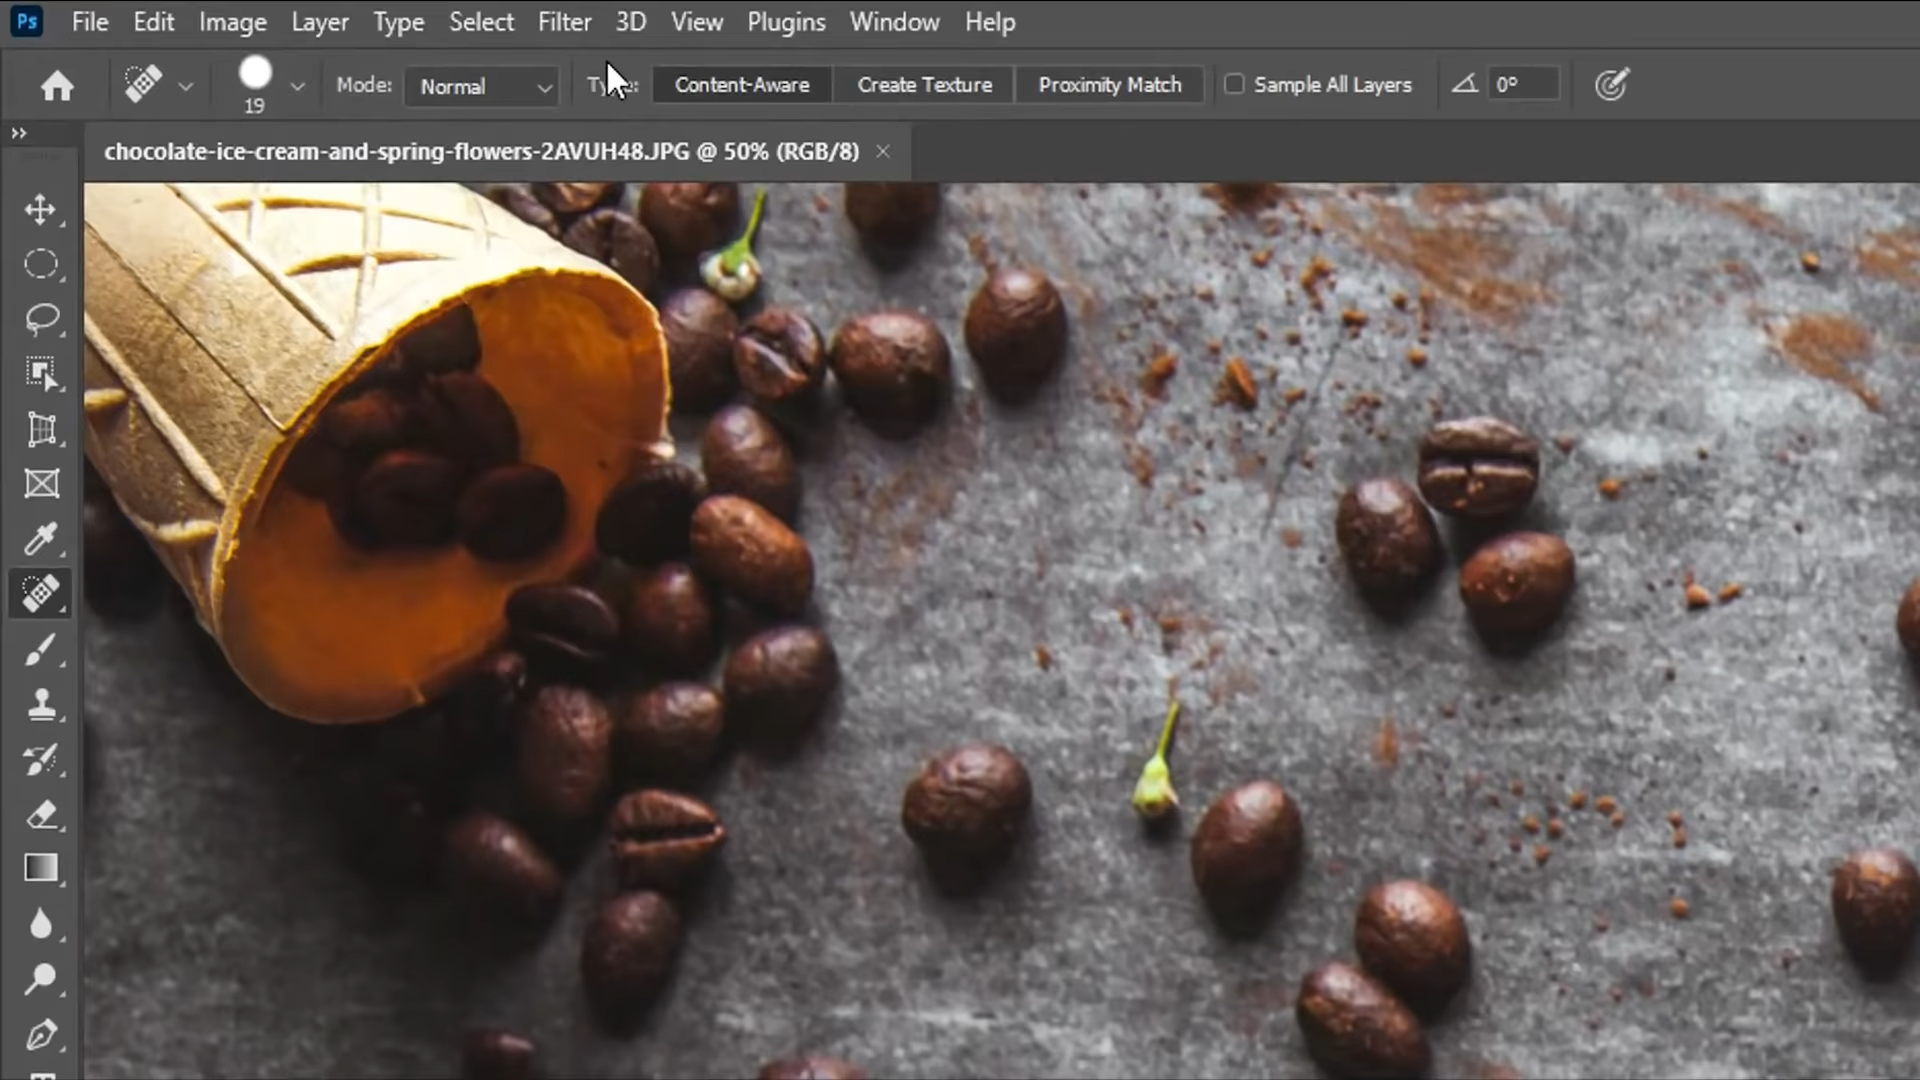 Ps File Edit Image Layer Type Select Filter 3D View Plugins Window Help
19 Mode: Normal Content-Aware Create Texture Proximity Match Sample All Layers 0°
chocolate-ice-cream-and-spring-flowers-2AVUH48.JPG @ 50% (RGB/8)